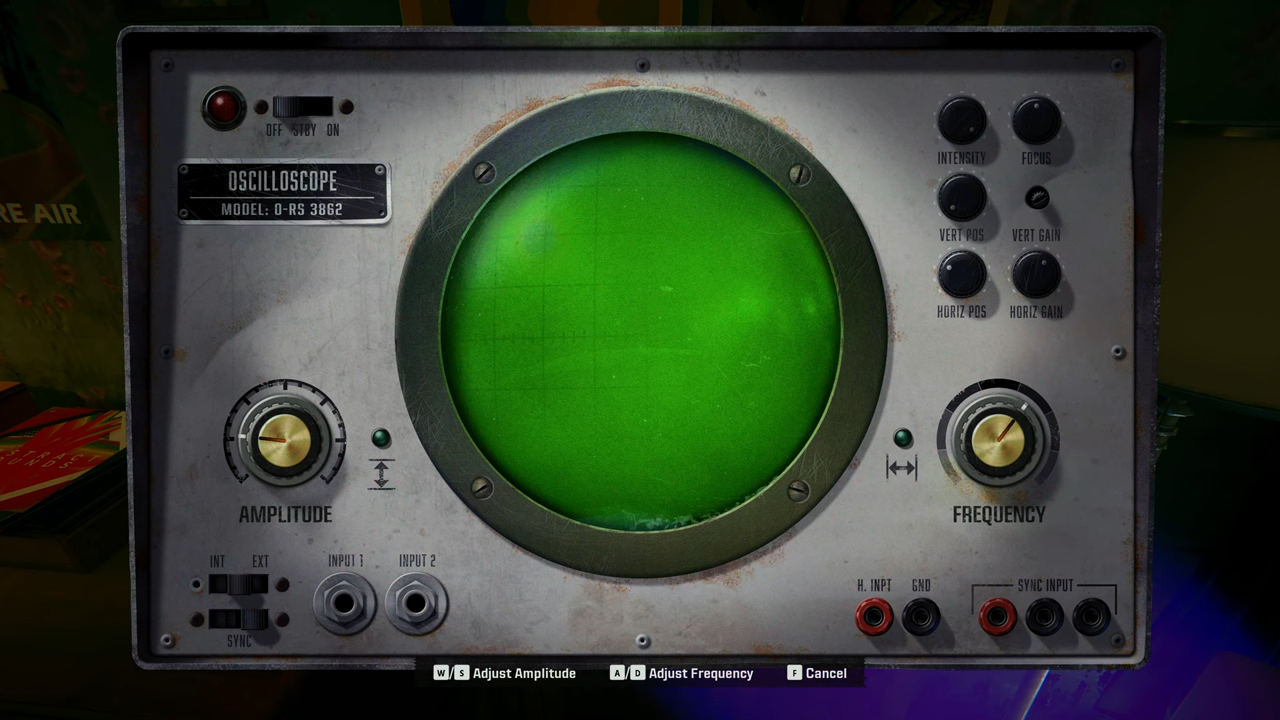 OFF STBY ON
OSCILLOSCOPE
MODEL: O-RS 3862
RE AIR
INTENSITY
FOCUS
VERT POS
VERT GAIN
HORIZ POS
HORIZ GAIN
AMPLITUDE
FREQUENCY
INT
EXT
SYNC
INPUT 1
INPUT 2
H. INPT
GND
SYNC INPUT
W/S Adjust Amplitude
A/D Adjust Frequency
F Cancel